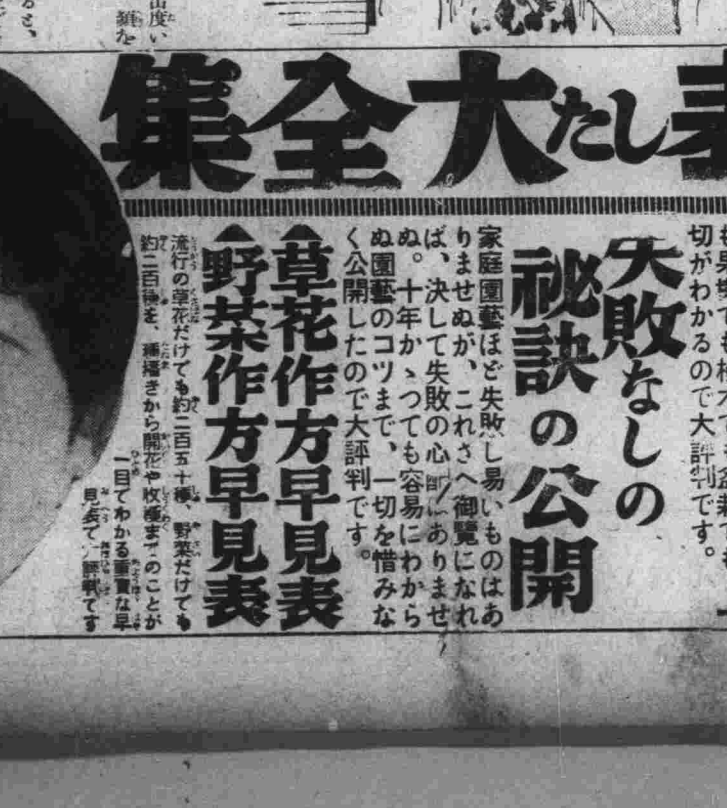 たし大全集
切がわかるので大評判です。
失敗なしの
祕訣の公開
家庭園藝ほど失敗し易いものはあ
りませぬが、これさへ御覽になれ
ば、決して失敗の心配はありませ
ぬ。十年かゝつても容易にわから
ぬ園藝のコツまで、一切を惜みな
く公開したので大評判です。
▲草花作方早見表
▲野菜作方早見表
流行の草花だけでも約二百五十種、野菜だけでも
約二百種を、種播きから開花や收穫までのことが
一目でわかる重寶な早
見表で、評判です